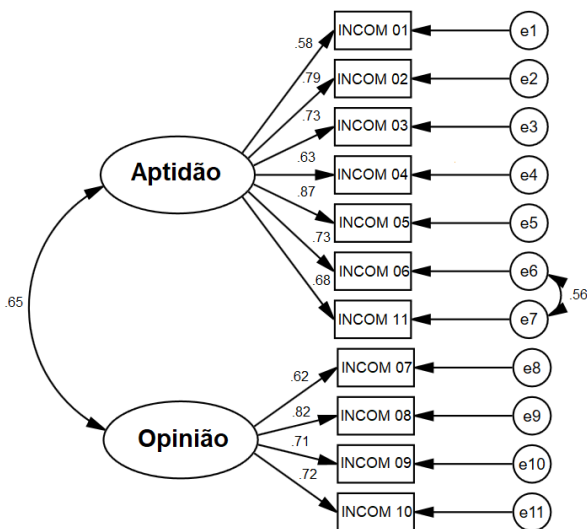 INCOM 01
e1
.58
INCOM 02
e2
.79
INCOM 03
e3
.73
Aptidão
INCOM 04
e4
.63
.87
INCOM 05
e5
.73
INCOM 06
e6
.68
.56
INCOM 11
e7
.65
INCOM 07
e8
.62
.82
INCOM 08
e9
Opinião
.71
INCOM 09
e10
.72
INCOM 10
e11